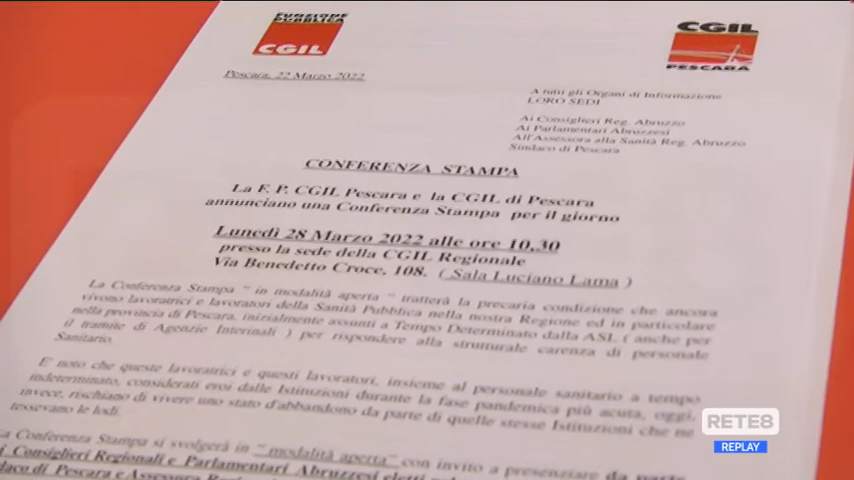 FUNZIONE
PUBBLICA
CGIL
CGIL
PESCARA
Pescara, 22 Marzo 2022
A tutti gli Organi di Informazione
LORO SEDI
Ai Consiglieri Reg. Abruzzo
Ai Parlamentari Abruzzesi
All'Assessora alla Sanità Reg. Abruzzo
Sindaco di Pescara
CONFERENZA STAMPA
La F. P. CGIL Pescara e la CGIL di Pescara
annunciano una Conferenza Stampa per il giorno
Lunedì 28 Marzo 2022 alle ore 10,30
presso la sede della CGIL Regionale
Via Benedetto Croce, 108. ( Sala Luciano Lama )
La Conferenza Stampa " in modalità aperta " tratterà la precaria condizione che ancora
vivono lavoratrici e lavoratori della Sanità Pubblica nella nostra Regione ed in particolare
nella provincia di Pescara, inizialmente assunti a Tempo Determinato dalla ASL ( anche per
il tramite di Agenzie Interinali ) per rispondere alla strutturale carenza di personale
Sanitario.
E' noto che queste lavoratrici e questi lavoratori, insieme al personale sanitario a tempo
indeterminato, considerati eroi dalle Istituzioni durante la fase pandemica più acuta, oggi,
invece, rischiano di vivere uno stato d'abbandono da parte di quelle stesse Istituzioni che ne
tessevano le lodi.
La Conferenza Stampa si svolgerà in " modalità aperta" con invito a presenziare da parte
i Consiglieri Regionali e Parlamentari Abruzzesi eletti
daco di Pescara e Assessora
RETE8
REPLAY